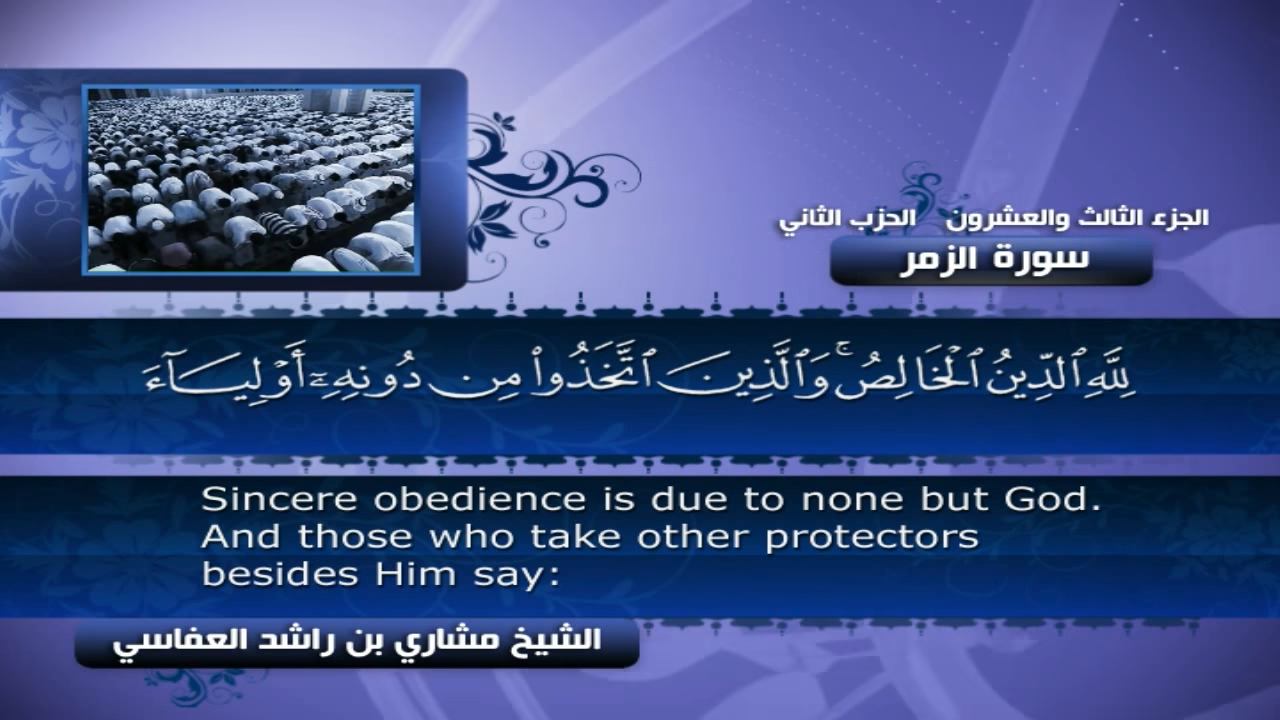 الجزء الثالث والعشرون الحزب الثاني
سورة الزمر
لِلَّهِ ٱلدِّينُ ٱلْخَالِصُ ۚ وَٱلَّذِينَ ٱتَّخَذُوا۟ مِن دُونِهِۦٓ أَوْلِيَآءَ
Sincere obedience is due to none but God.
And those who take other protectors
besides Him say:
الشيخ مشاري بن راشد العفاسي